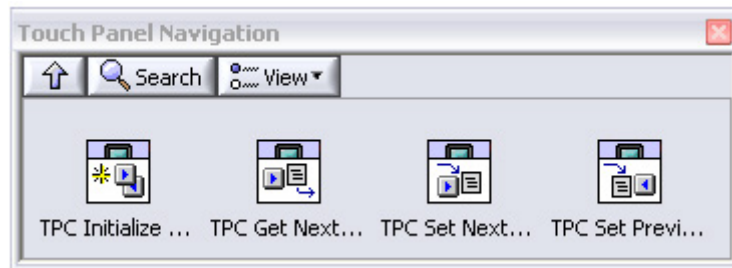 Touch Panel Navigation
Search View
TPC Initialize ... TPC Get Next... TPC Set Next... TPC Set Previ...